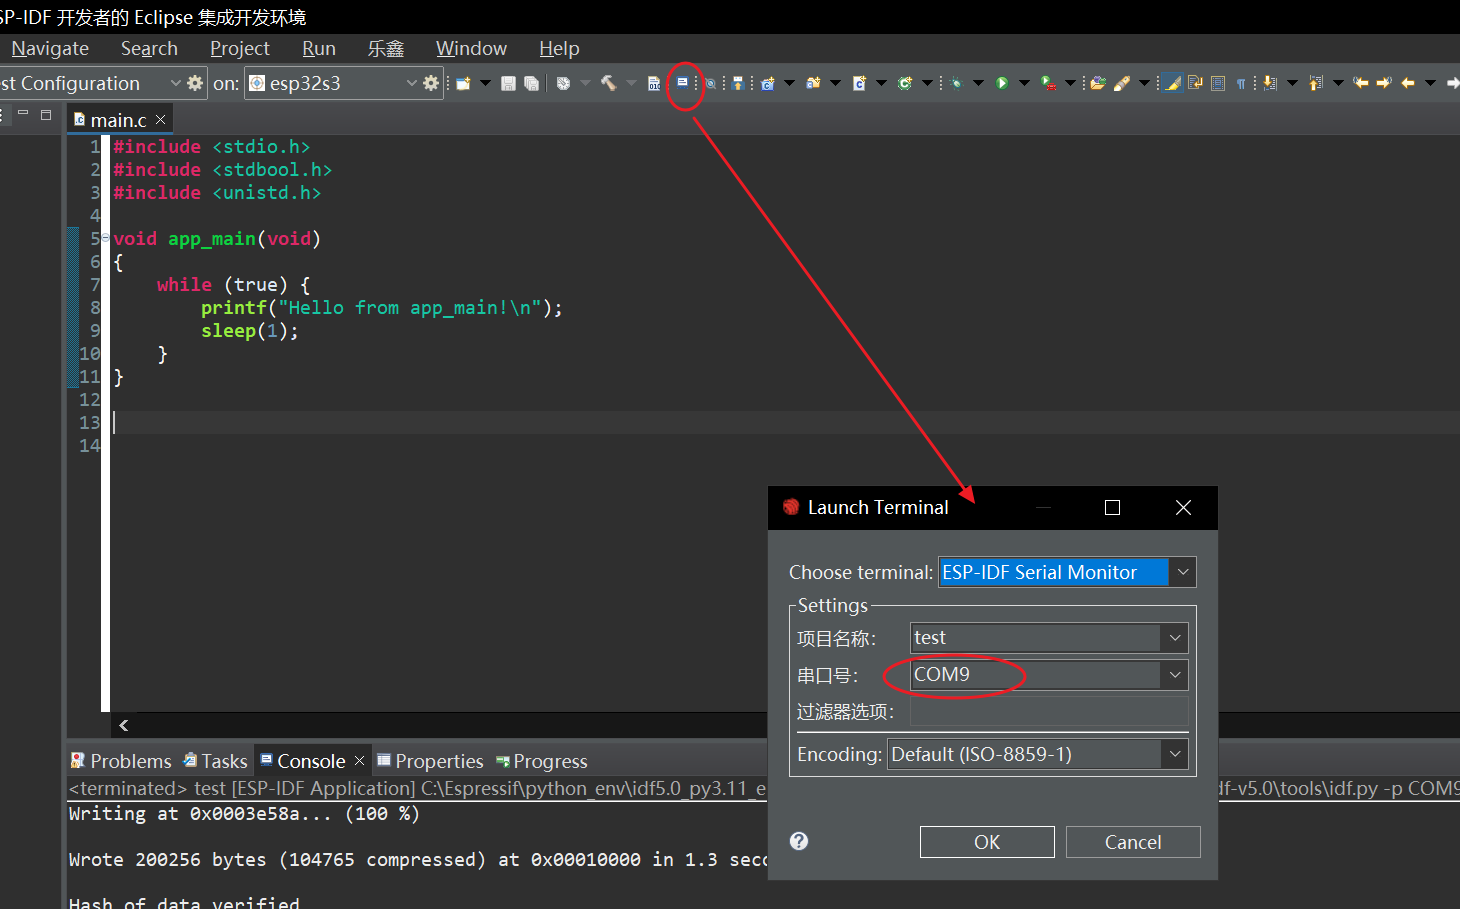 SP-IDF 开发者的 Eclipse 集成开发环境
Navigate Search Project Run 乐鑫 Window Help
st Configuration on: esp32s3
main.c
1 #include <stdio.h>
2 #include <stdbool.h>
3 #include <unistd.h>
4
5 void app_main(void)
6 {
7 while (true) {
8 printf("Hello from app_main!\n");
9 sleep(1);
10 }
11 }
12
13
14
Launch Terminal
Choose terminal: ESP-IDF Serial Monitor
Settings
项目名称: test
串口号: COM9
过滤器选项:
Encoding: Default (ISO-8859-1)
OK Cancel
Problems Tasks Console Properties Progress
<terminated> test [ESP-IDF Application] C:\Espressif\python_env\idf5.0_py3.11_e df-v5.0\tools\idf.py -p COM9
Writing at 0x0003e58a... (100 %)
Wrote 200256 bytes (104765 compressed) at 0x00010000 in 1.3 seco
Hash of data verified